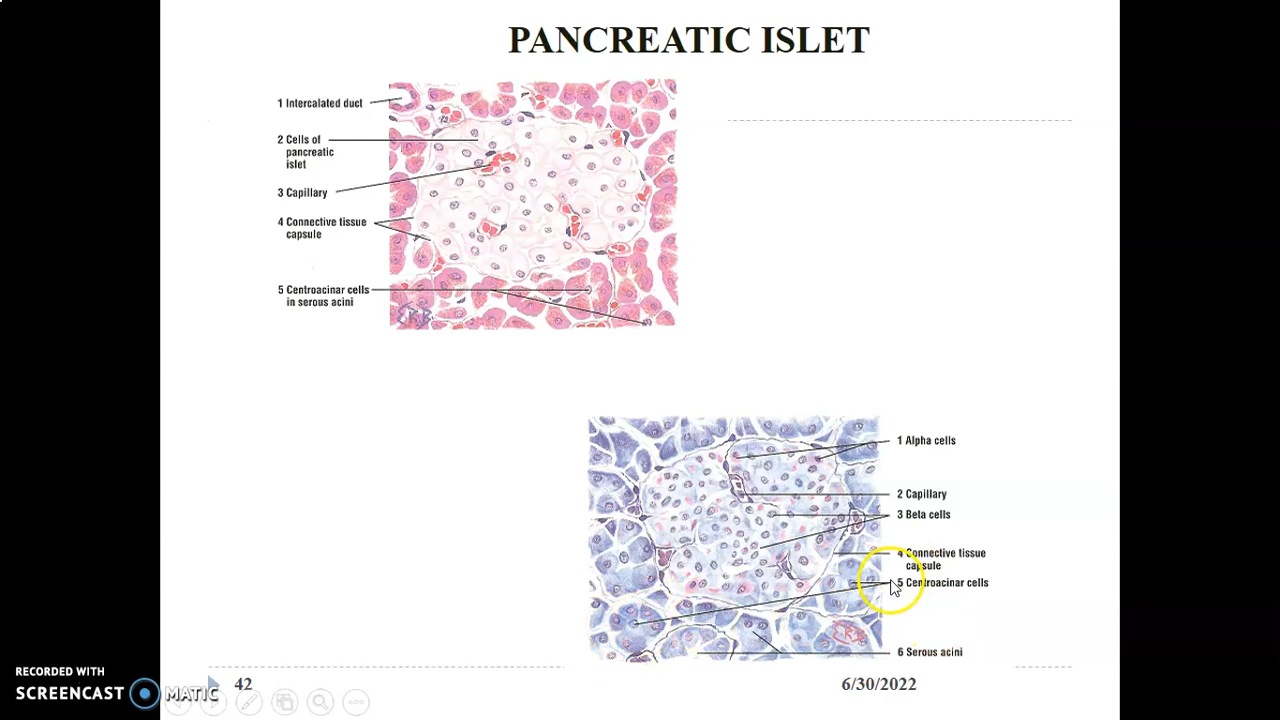 PANCREATIC ISLET
1 Intercalated duct
2 Cells of
pancreatic
islet
3 Capillary
4 Connective tissue
capsule
5 Centroacinar cells
in serous acini
1 Alpha cells
2 Capillary
3 Beta cells
4 Connective tissue
capsule
5 Centroacinar cells
6 Serous acini
RECORDED WITH
SCREENCAST MATIC
42
6/30/2022